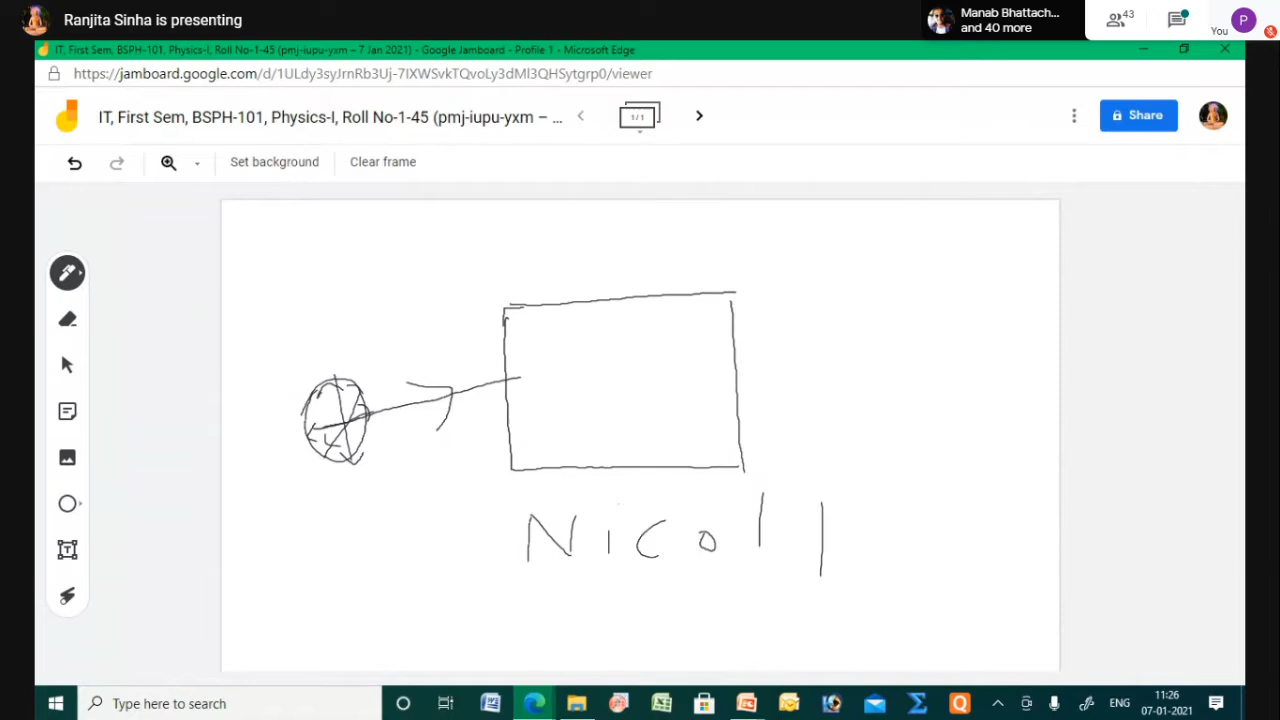 Ranjita Sinha is presenting
Manab Bhattach...
and 40 more
43
P
You
IT, First Sem, BSPH-101, Physics-I, Roll No-1-45 (pmj-iupu-yxm – 7 Jan 2021) - Google Jamboard - Profile 1 - Microsoft Edge
https://jamboard.google.com/d/1ULdy3syJrnRb3Uj-7IXWSvkTQvoLy3dMl3QHSytgrp0/viewer
IT, First Sem, BSPH-101, Physics-I, Roll No-1-45 (pmj-iupu-yxm – ...
1/1
Share
Set background
Clear frame
Nicol 1
Type here to search
ENG
11:26
07-01-2021